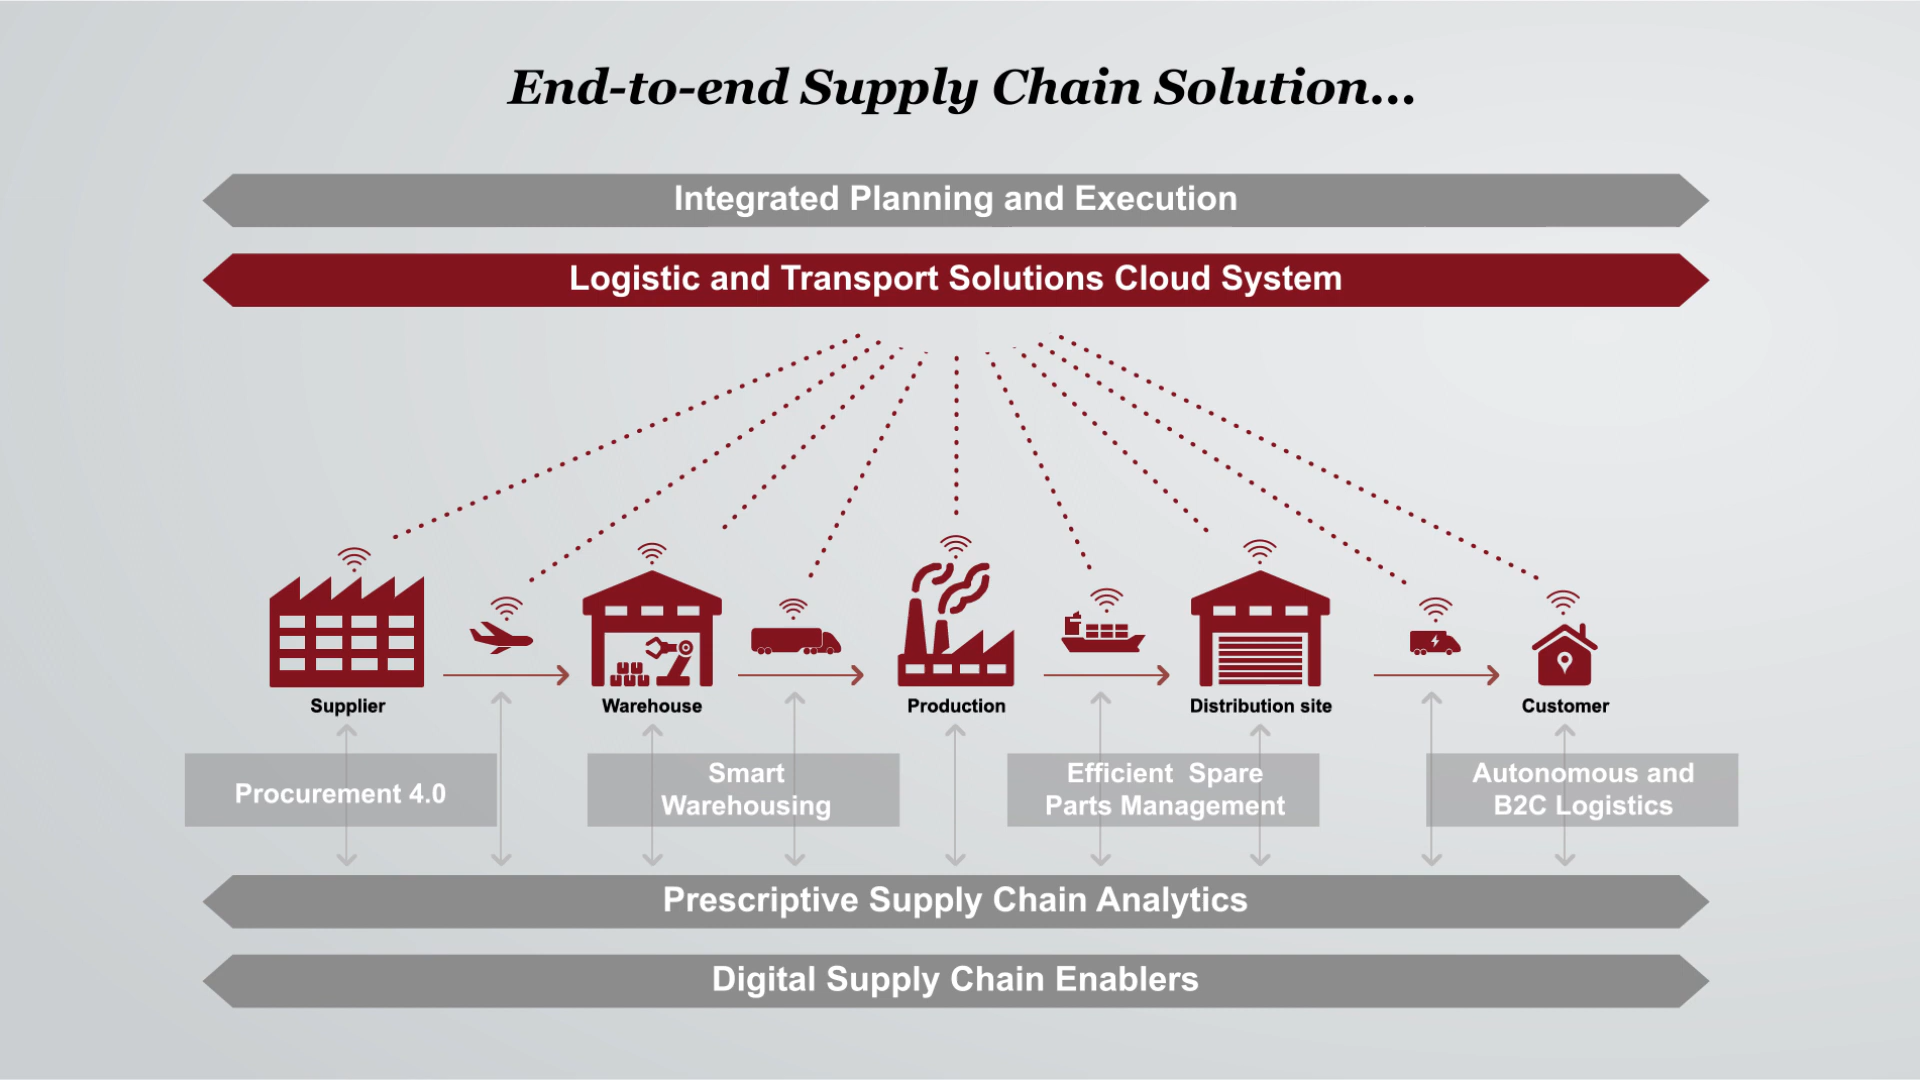 End-to-end Supply Chain Solution...
Integrated Planning and Execution
Logistic and Transport Solutions Cloud System
Supplier
Warehouse
Production
Distribution site
Customer
Procurement 4.0
Smart
Warehousing
Efficient Spare
Parts Management
Autonomous and
B2C Logistics
Prescriptive Supply Chain Analytics
Digital Supply Chain Enablers